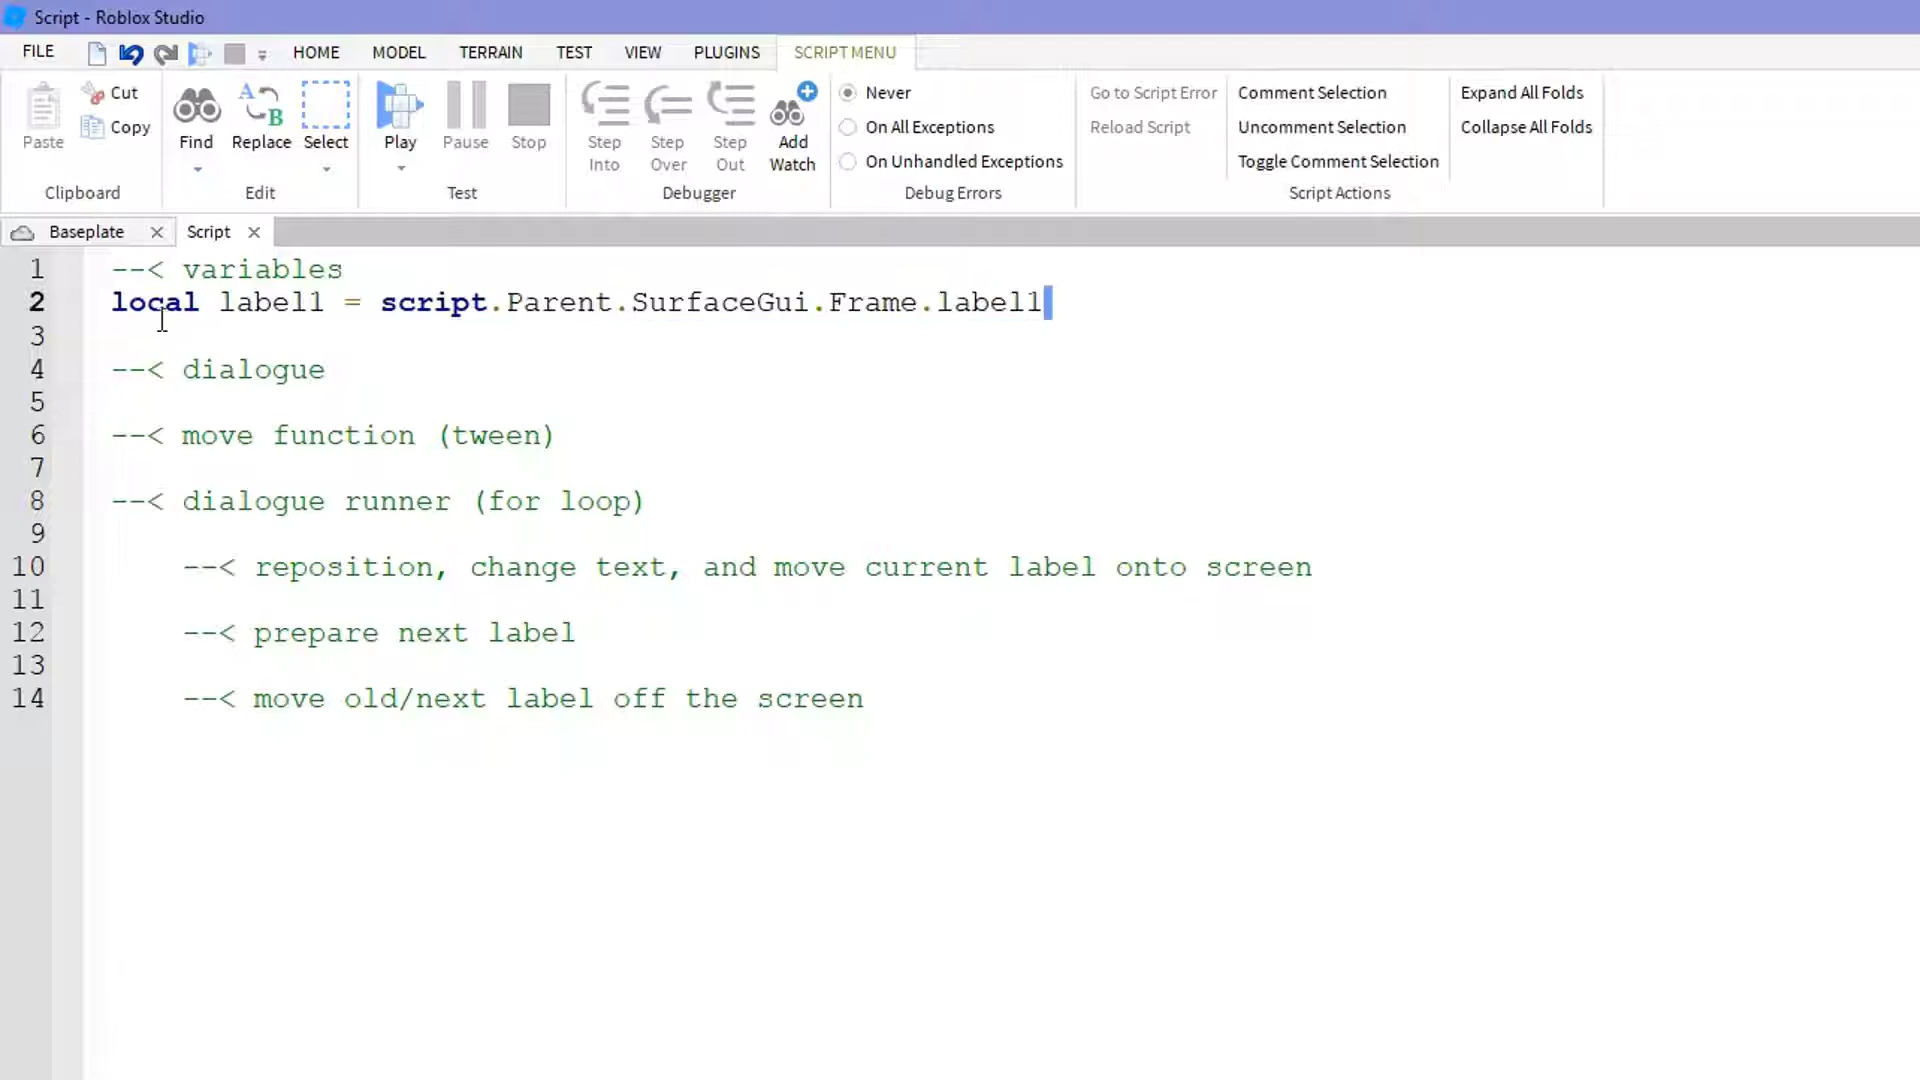 Script - Roblox Studio
FILE HOME MODEL TERRAIN TEST VIEW PLUGINS SCRIPT MENU
Paste Cut Copy
Clipboard
Find Replace Select
Edit
Play Pause Stop
Test
Step Into Step Over Step Out Add Watch
Debugger
Never
On All Exceptions
On Unhandled Exceptions
Debug Errors
Go to Script Error
Reload Script
Comment Selection
Uncomment Selection
Toggle Comment Selection
Script Actions
Expand All Folds
Collapse All Folds
Baseplate Script
1 --< variables
2 local label1 = script.Parent.SurfaceGui.Frame.label1
3
4 --< dialogue
5
6 --< move function (tween)
7
8 --< dialogue runner (for loop)
9
10 --< reposition, change text, and move current label onto screen
11
12 --< prepare next label
13
14 --< move old/next label off the screen